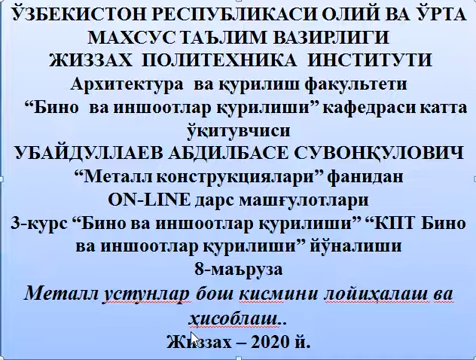 ЎЗБЕКИСТОН РЕСПУБЛИКАСИ ОЛИЙ ВА ЎРТА
МАХСУС ТАЪЛИМ ВАЗИРЛИГИ
ЖИЗЗАХ ПОЛИТЕХНИКА ИНСТИТУТИ
Архитектура ва қурилиш факультети
“Бино ва иншоотлар қурилиши” кафедраси катта
ўқитувчиси
УБАЙДУЛЛАЕВ АБДИЛБАСЕ СУВОНҚУЛОВИЧ
“Металл конструкциялари” фанидан
ON-LINE дарс машғулотлари
3-курс “Бино ва иншоотлар қурилиши” “КПТ Бино
ва иншоотлар қурилиши” йўналиши
8-маъруза
Металл устунлар бош қисмини лойиҳалаш ва
ҳисоблаш..
Жиззах – 2020 й.